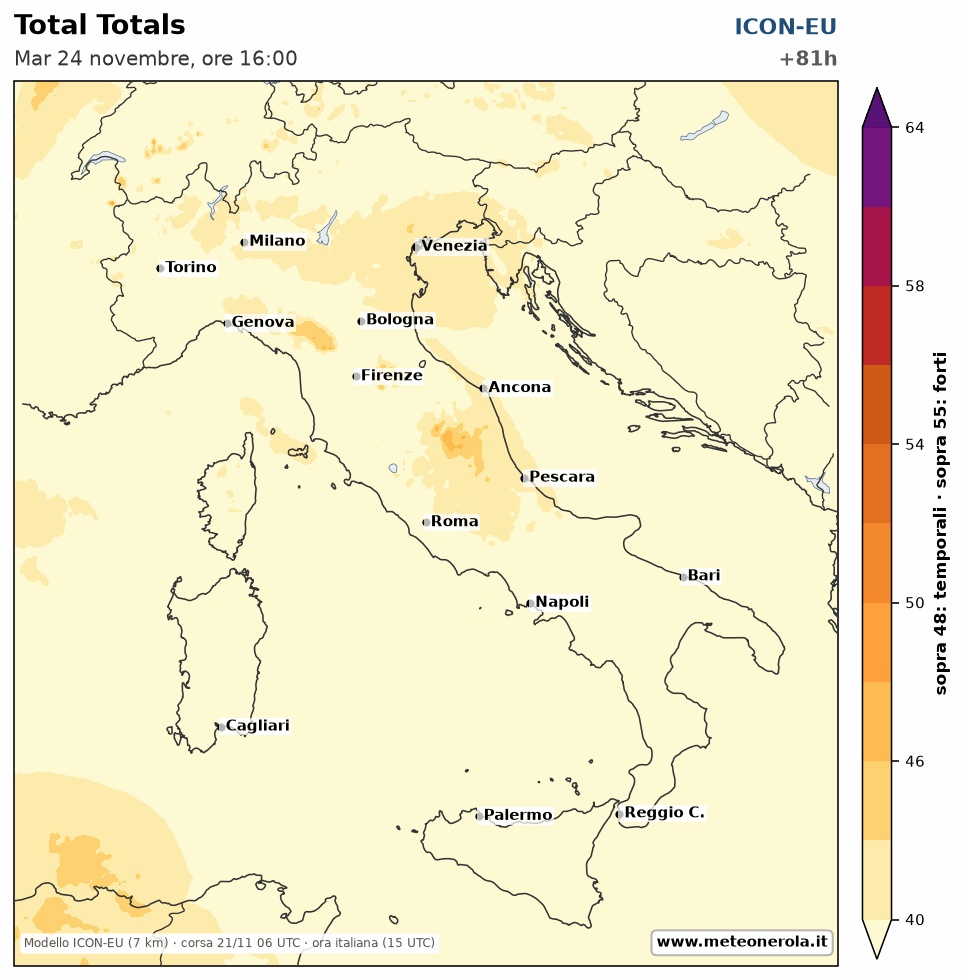 Total Totals
ICON-EU
Mar 24 novembre, ore 16:00
+81h
Milano
Venezia
Torino
Genova
Bologna
Firenze
Ancona
Pescara
Roma
Bari
Napoli
Cagliari
Palermo
Reggio C.
64
58
54
50
46
40
sopra 48: temporali · sopra 55: forti
Modello ICON-EU (7 km) · corsa 21/11 06 UTC · ora italiana (15 UTC)
www.meteonerola.it